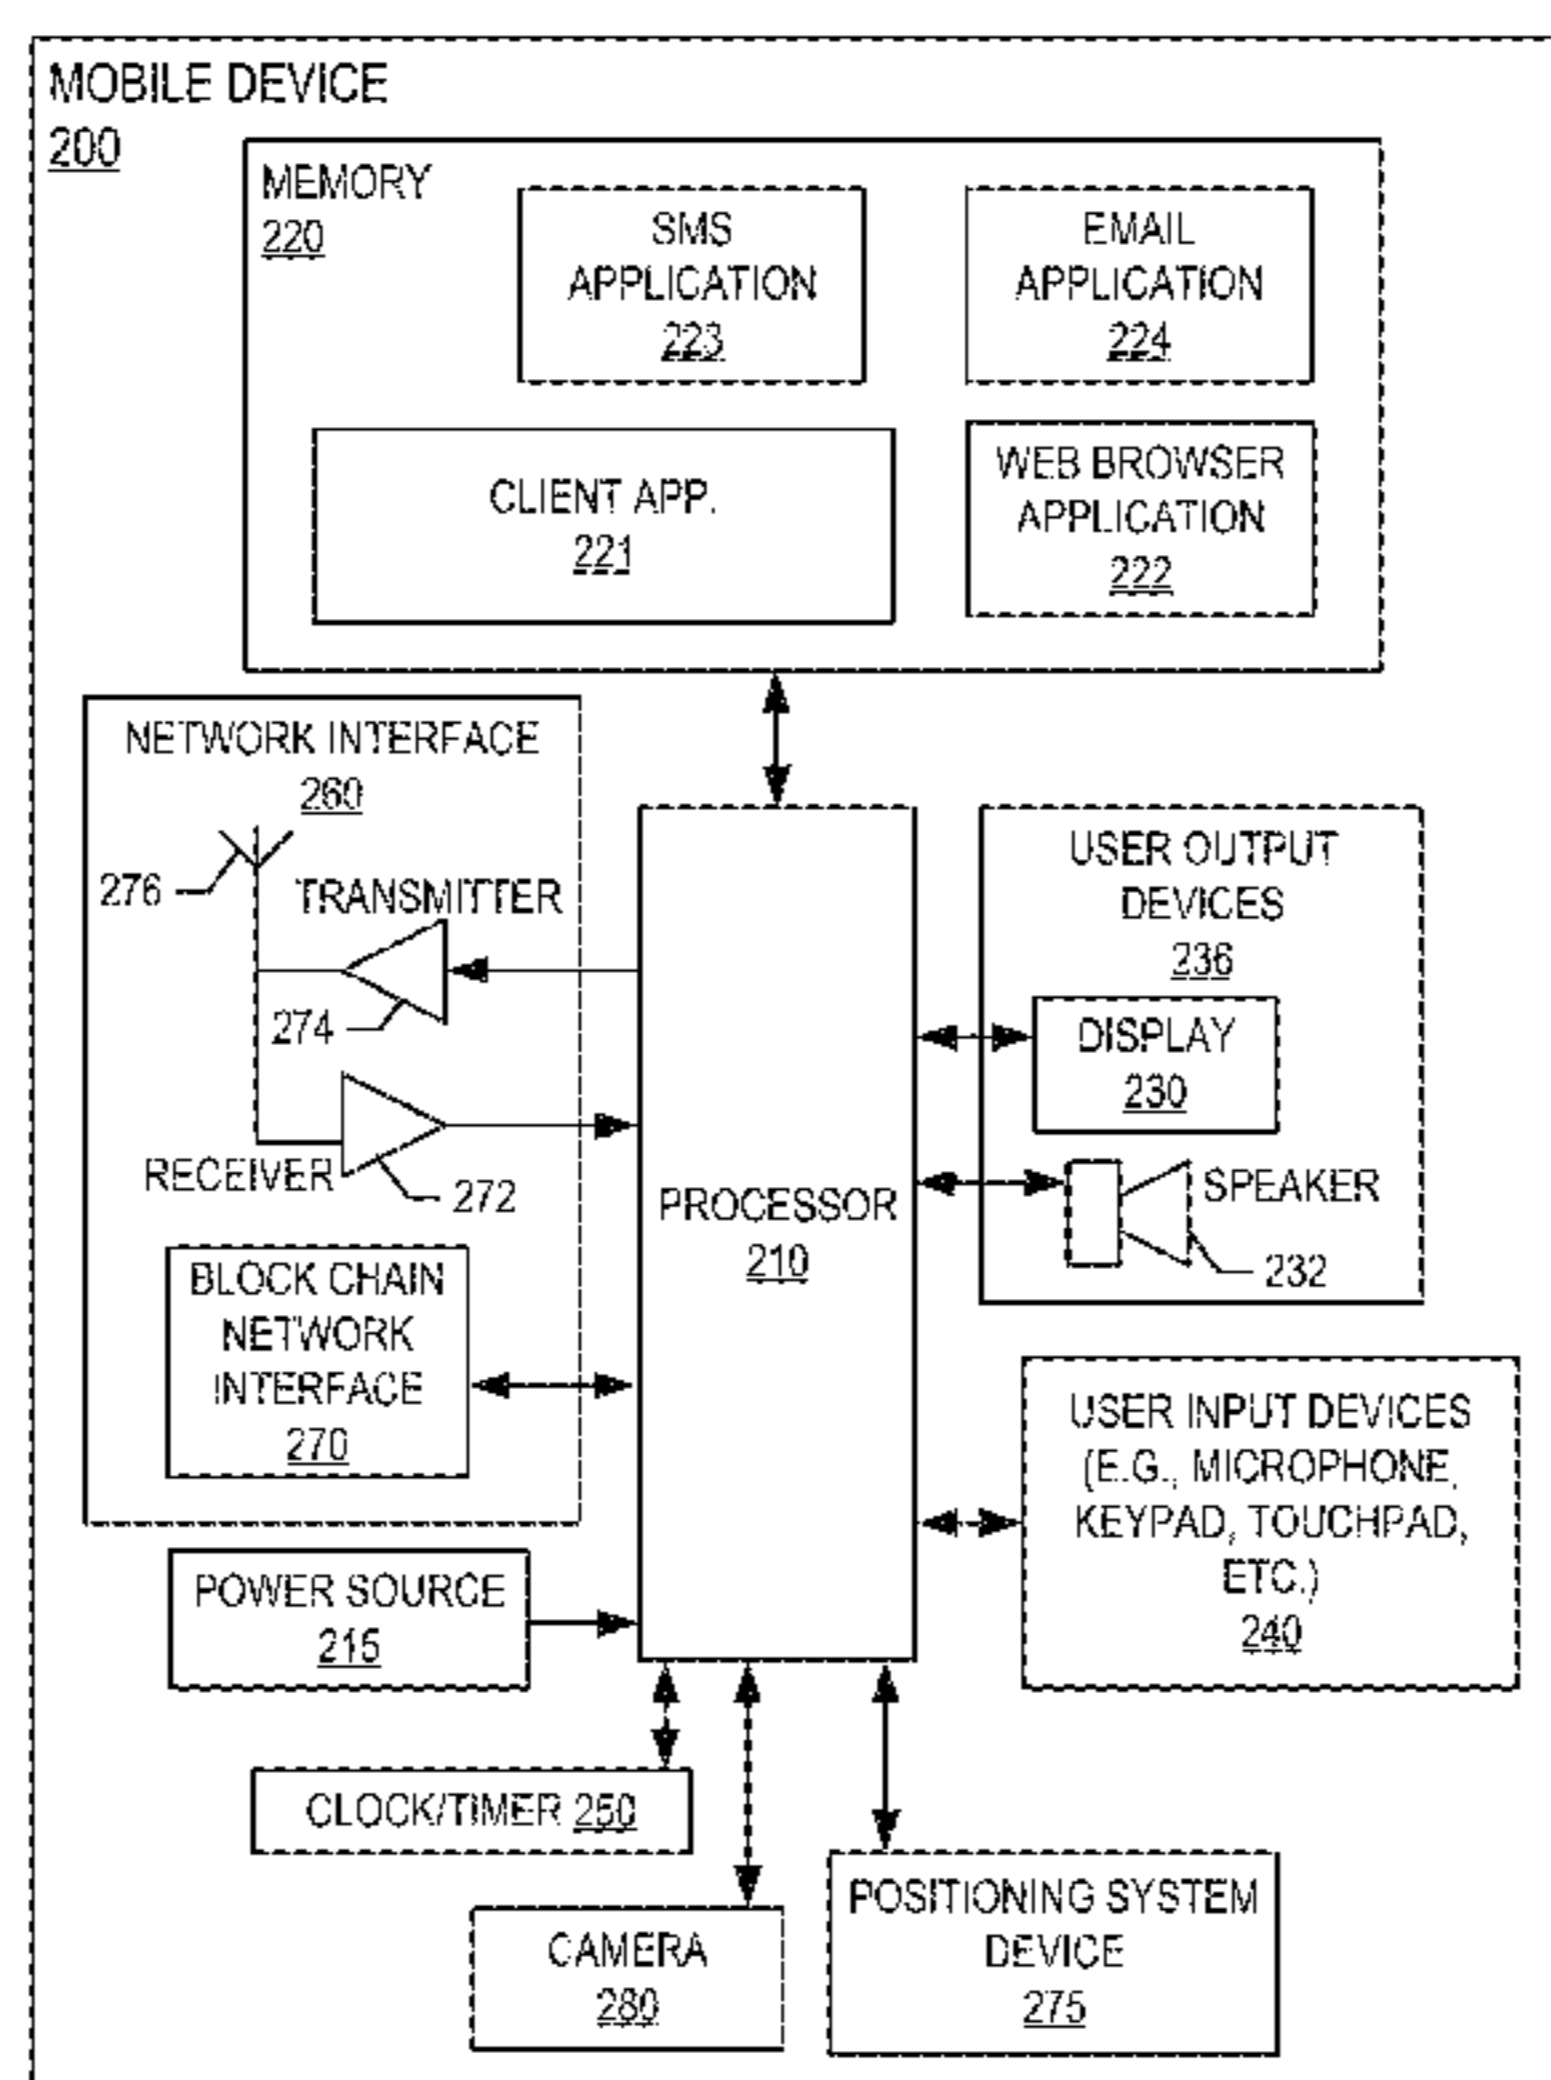 MOBILE DEVICE
200
MEMORY
220
SMS
APPLICATION
223
EMAIL
APPLICATION
224
CLIENT APP.
221
WEB BROWSER
APPLICATION
222
NETWORK INTERFACE
260
276
TRANSMITTER
274
RECEIVER
272
BLOCK CHAIN
NETWORK
INTERFACE
270
PROCESSOR
210
USER OUTPUT
DEVICES
236
DISPLAY
230
SPEAKER
232
USER INPUT DEVICES
(E.G., MICROPHONE,
KEYPAD, TOUCHPAD,
ETC.)
240
POWER SOURCE
215
CLOCK/TIMER 250
CAMERA
280
POSITIONING SYSTEM
DEVICE
275